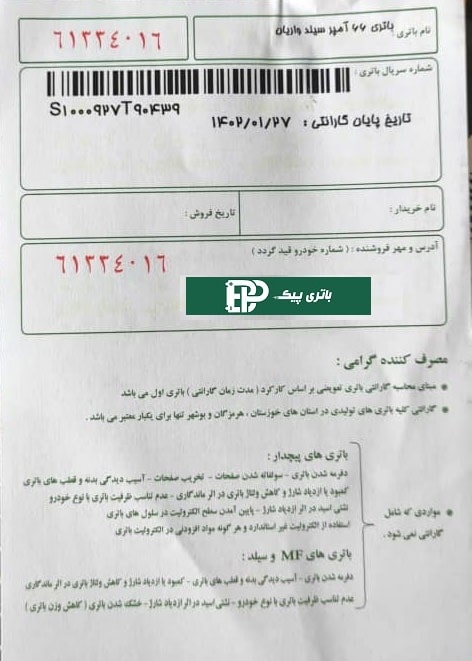 نام باتری : باتری ۶۶ آمپر سیلد واریان
۶۱۲۳۴۰۱۶
شماره سریال باتری :
S۱۰۰۰۹۲۷T۹۰۴۳۹
تاریخ پایان گارانتی : ۱۴۰۲/۰۱/۲۷
نام خریدار :
تاریخ فروش :
آدرس و مهر فروشنده : ( شماره خودرو قید گردد )
۶۱۲۳۴۰۱۶
باتری پیک
مصرف کننده گرامی :
مبنای محاسبه گارانتی باتری تعویضی بر اساس کارکرد ( مدت زمان گارانتی ) باتری اول می باشد
گارانتی کلیه باتری های تولیدی در استان های خوزستان ، هرمزگان و بوشهر تنها برای یکبار معتبر می باشد .
مواردی که شامل
گارانتی نمی شود .
باتری های پیچدار :
دفرمه شدن باتری - سولفاته شدن صفحات - تخریب صفحات - آسیب دیدگی بدنه و قطب های باتری
کمبود یا ازدیاد شارژ و کاهش ولتاژ باتری در اثر ماندگاری - عدم تناسب ظرفیت باتری با نوع خودرو
نشتی اسید در اثر ازدیاد شارژ - پایین آمدن سطح الکترولیت در سلول های باتری
استفاده از الکترولیت غیر استاندارد و هر گونه مواد افزودنی در الکترولیت باتری
باتری های MF و سیلد :
دفرمه شدن باتری - آسیب دیدگی بدنه و قطب های باتری - کمبود یا ازدیاد شارژ و کاهش ولتاژ باتری در اثر ماندگاری
عدم تناسب ظرفیت باتری با نوع خودرو - نشتی اسید در اثر ازدیاد شارژ - خشک شدن باتری ( کاهش وزن باتری )